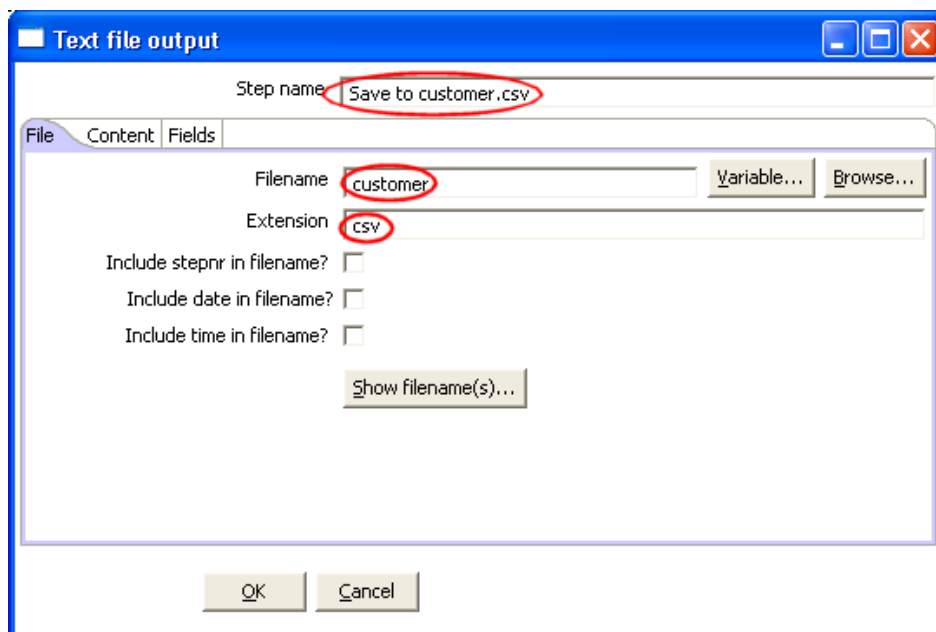 Text file output
Step name Save to customer.csv
File Content Fields
Filename customer Variable... Browse...
Extension csv
Include stepnr in filename?
Include date in filename?
Include time in filename?
Show filename(s)...
OK Cancel